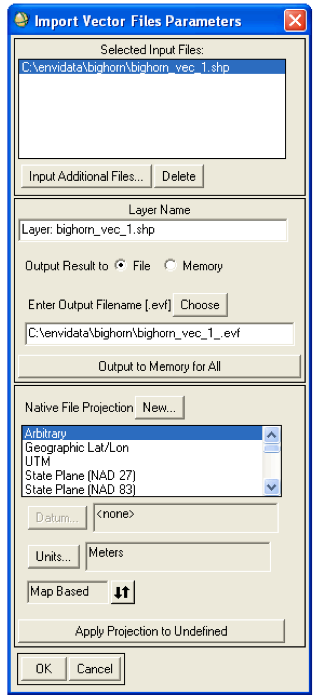 Import Vector Files Parameters
Selected Input Files:
C:\envidata\bighorn\bighorn_vec_1.shp
Input Additional Files... Delete
Layer Name
Layer: bighorn_vec_1.shp
Output Result to File Memory
Enter Output Filename [.evf] Choose
C:\envidata\bighorn\bighorn_vec_1_.evf
Output to Memory for All
Native File Projection New...
Arbitrary
Geographic Lat/Lon
UTM
State Plane (NAD 27)
State Plane (NAD 83)
Datum... <none>
Units... Meters
Map Based
Apply Projection to Undefined
OK Cancel